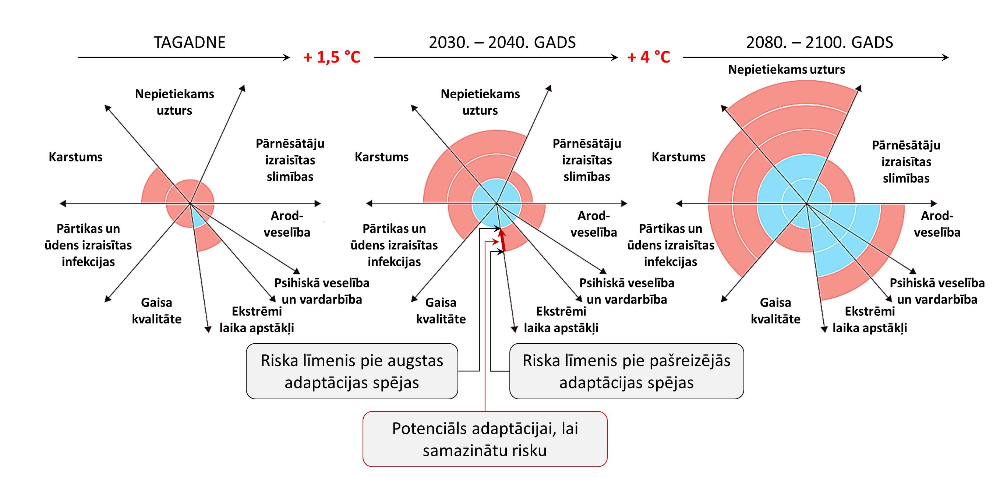 TAGADNE
+ 1,5 °C
2030. – 2040. GADS
+ 4 °C
2080. – 2100. GADS
Nepietiekams
uzturs
Karstums
Pārnēsātāju
izraisītas
slimības
Arod-
veselība
Pārtikas un
ūdens izraisītas
infekcijas
Psihiskā veselība
un vardarbība
Gaisa
kvalitāte
Ekstrēmi
laika apstākļi
Nepietiekams
uzturs
Karstums
Pārnēsātāju
izraisītas
slimības
Arod-
veselība
Pārtikas un
ūdens izraisītas
infekcijas
Psihiskā veselība
un vardarbība
Gaisa
kvalitāte
Ekstrēmi
laika apstākļi
Nepietiekams uzturs
Karstums
Pārnēsātāju
izraisītas
slimības
Arod-
veselība
Pārtikas un
ūdens izraisītas
infekcijas
Psihiskā veselība
un vardarbība
Gaisa
kvalitāte
Ekstrēmi
laika apstākļi
Riska līmenis pie augstas
adaptācijas spējas
Riska līmenis pie pašreizējās
adaptācijas spējas
Potenciāls adaptācijai, lai
samazinātu risku